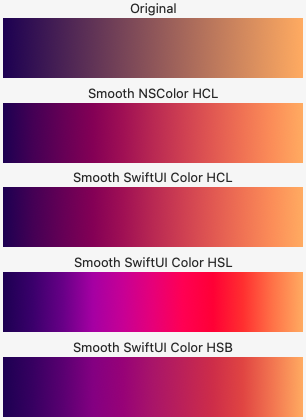 Original
Smooth NSColor HCL
Smooth SwiftUI Color HCL
Smooth SwiftUI Color HSL
Smooth SwiftUI Color HSB